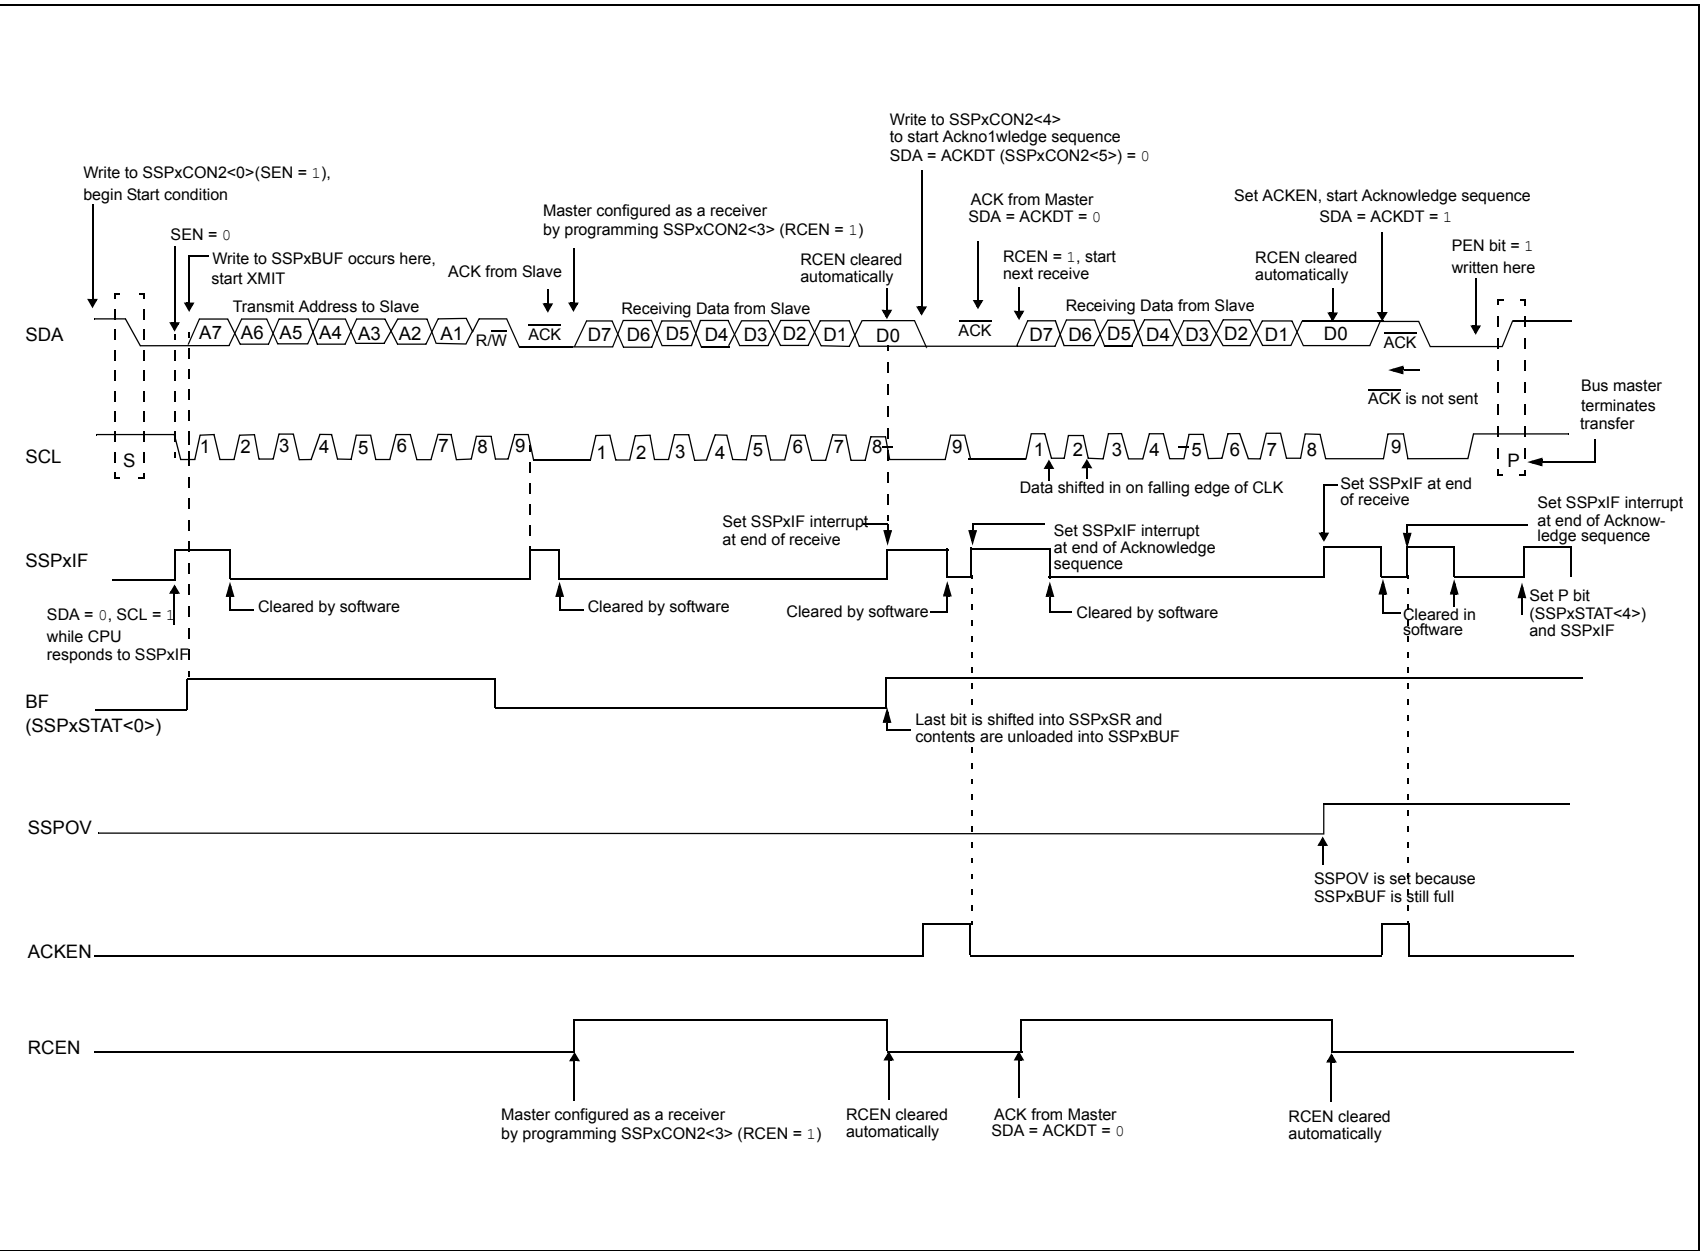 Write to SSPxCON2<4>
to start Ackno1wledge sequence
SDA = ACKDT (SSPxCON2<5>) = 0
Write to SSPxCON2<0>(SEN = 1),
begin Start condition
ACK from Master
SDA = ACKDT = 0
Set ACKEN, start Acknowledge sequence
SDA = ACKDT = 1
Master configured as a receiver
by programming SSPxCON2<3> (RCEN = 1)
SEN = 0
Write to SSPxBUF occurs here,
start XMIT
ACK from Slave
RCEN cleared
automatically
RCEN = 1, start
next receive
RCEN cleared
automatically
PEN bit = 1
written here
Transmit Address to Slave
Receiving Data from Slave
Receiving Data from Slave
SDA
A7 A6 A5 A4 A3 A2 A1 R/W ACK D7 D6 D5 D4 D3 D2 D1 D0 ACK D7 D6 D5 D4 D3 D2 D1 D0 ACK
ACK is not sent
Bus master
terminates
transfer
SCL
S 1 2 3 4 5 6 7 8 9 1 2 3 4 5 6 7 8 9 1 2 3 4 5 6 7 8 9 P
Data shifted in on falling edge of CLK
Set SSPxIF at end
of receive
Set SSPxIF interrupt
at end of receive
Set SSPxIF interrupt
at end of Acknowledge
sequence
Set SSPxIF interrupt
at end of Acknow-
ledge sequence
SSPxIF
SDA = 0, SCL = 1
while CPU
responds to SSPxIF
Cleared by software
Cleared by software
Cleared by software
Cleared by software
Cleared in
software
Set P bit
(SSPxSTAT<4>)
and SSPxIF
BF
(SSPxSTAT<0>)
Last bit is shifted into SSPxSR and
contents are unloaded into SSPxBUF
SSPOV
SSPOV is set because
SSPxBUF is still full
ACKEN
RCEN
Master configured as a receiver
by programming SSPxCON2<3> (RCEN = 1)
RCEN cleared
automatically
ACK from Master
SDA = ACKDT = 0
RCEN cleared
automatically